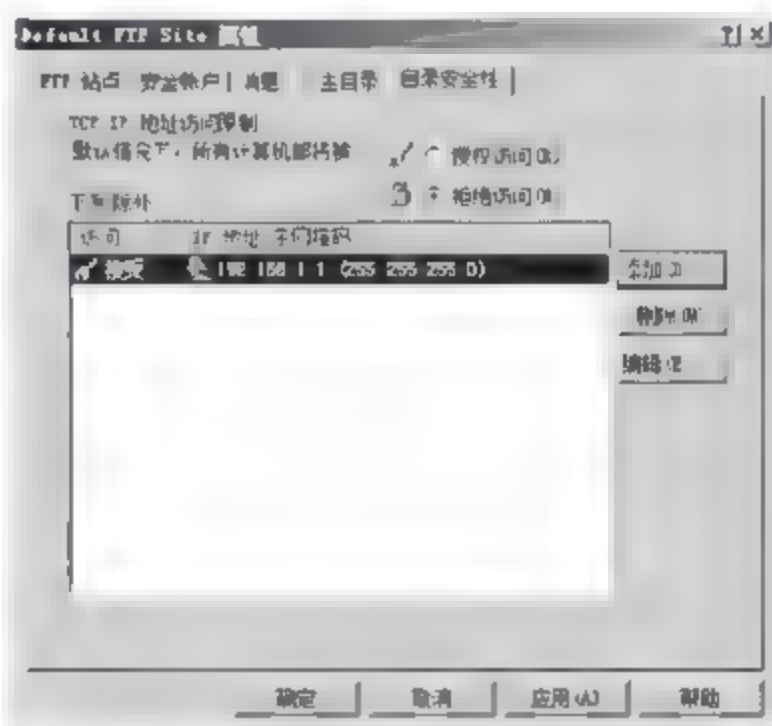 Default FTP Site 属性
FTP 站点 安全帐户 消息 主目录 目录安全性
TCP/IP 地址访问限制
默认情况下，所有计算机都将被
授权访问(R)
拒绝访问(N)
下列除外
访问 IP 地址 子网掩码
授权 192 168 1 1 (255 255 255 0)
添加(D)
删除(M)
编辑(I)
确定 取消 应用(A) 帮助